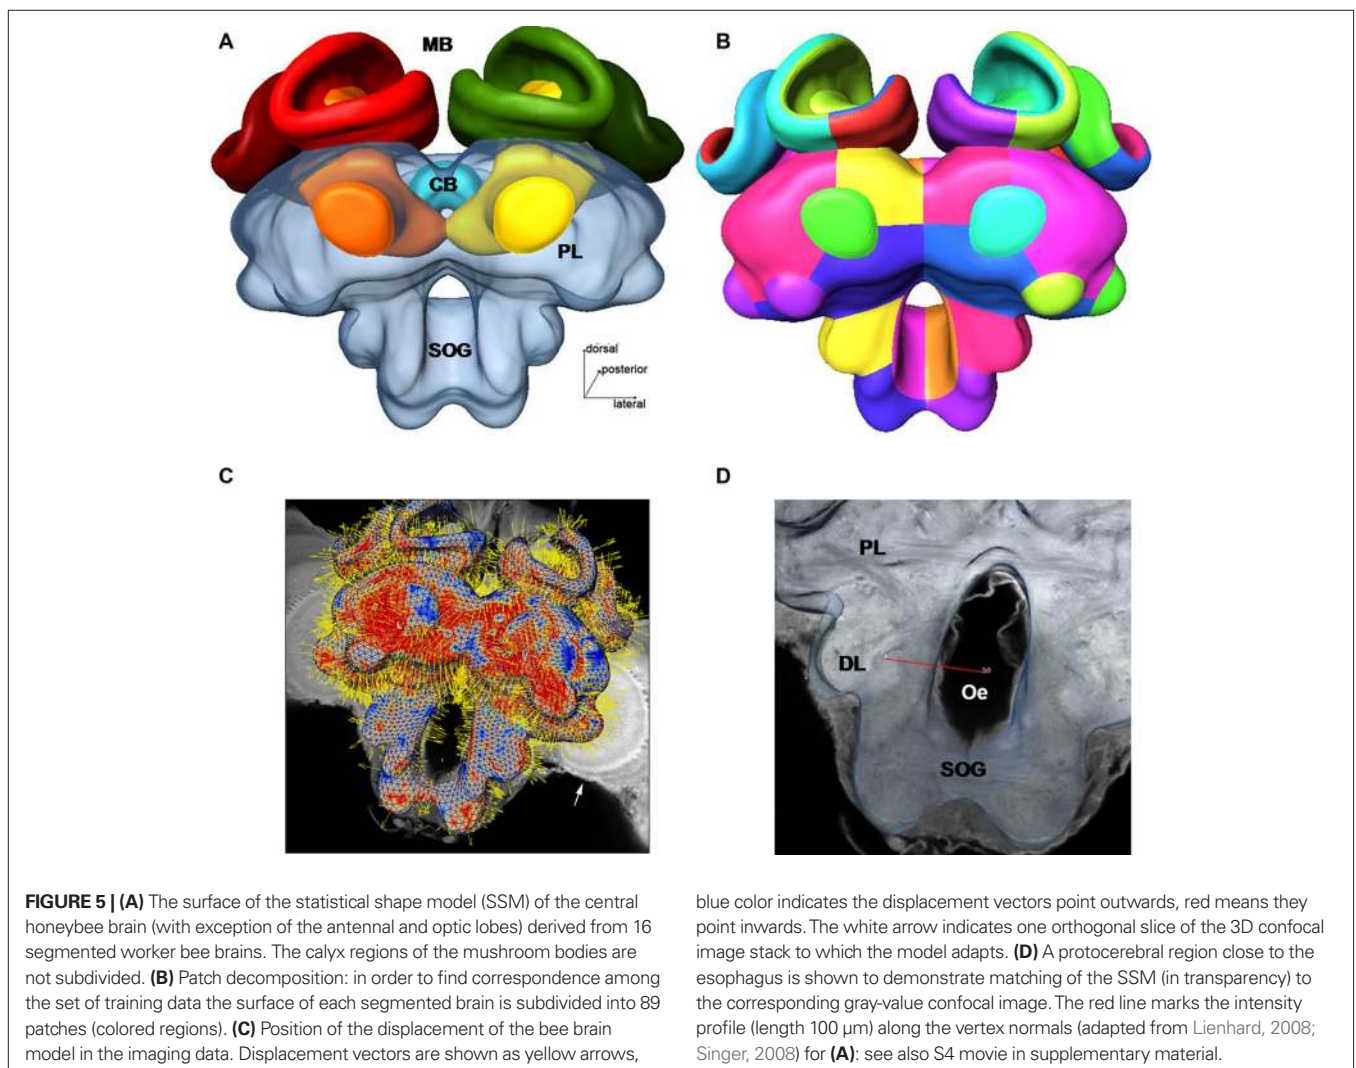 A
MB
B
CB
PL
SOG
dorsal
posterior
lateral
C
D
PL
DL
Oe
SOG
FIGURE 5 | (A) The surface of the statistical shape model (SSM) of the central
honeybee brain (with exception of the antennal and optic lobes) derived from 16
segmented worker bee brains. The calyx regions of the mushroom bodies are
not subdivided. (B) Patch decomposition: in order to find correspondence among
the set of training data the surface of each segmented brain is subdivided into 89
patches (colored regions). (C) Position of the displacement of the bee brain
model in the imaging data. Displacement vectors are shown as yellow arrows,
blue color indicates the displacement vectors point outwards, red means they
point inwards. The white arrow indicates one orthogonal slice of the 3D confocal
image stack to which the model adapts. (D) A protocerebral region close to the
esophagus is shown to demonstrate matching of the SSM (in transparency) to
the corresponding gray-value confocal image. The red line marks the intensity
profile (length 100 μm) along the vertex normals (adapted from Lienhard, 2008;
Singer, 2008) for (A): see also S4 movie in supplementary material.